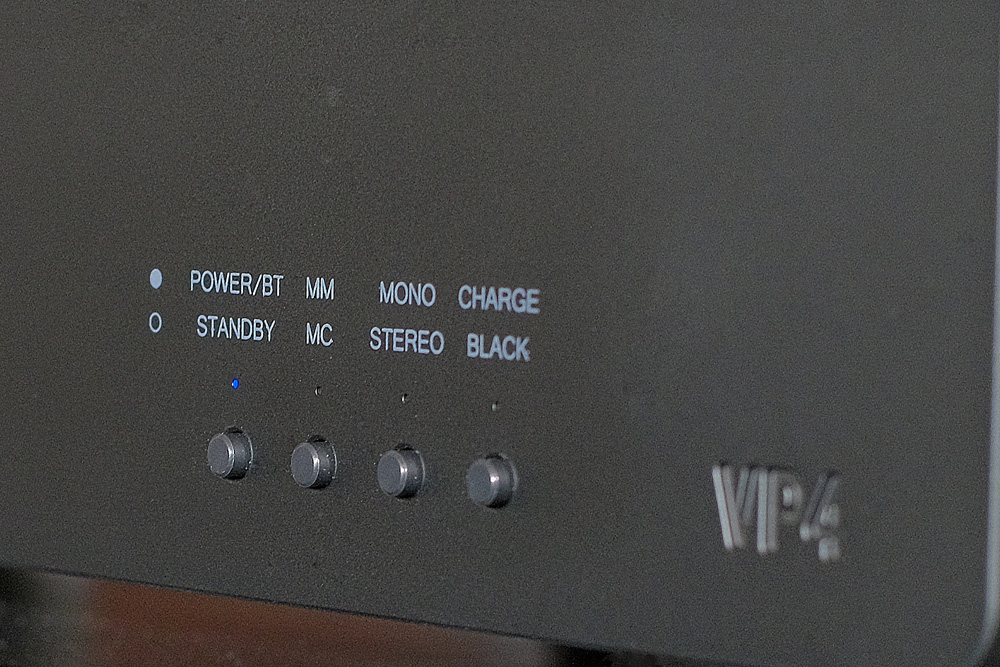 POWER/BT MM MONO CHARGE
STANDBY MC STEREO BLACK
VP4